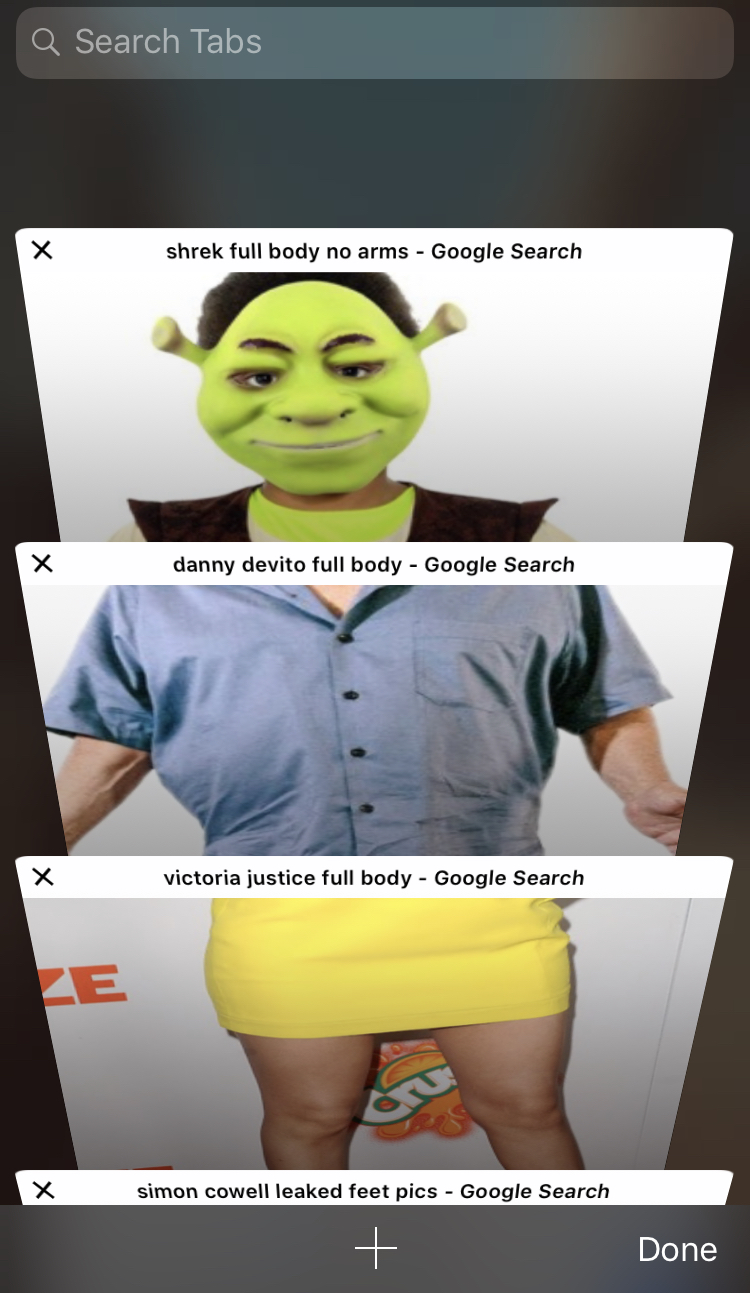 Search Tabs
shrek full body no arms - Google Search
danny devito full body - Google Search
victoria justice full body - Google Search
ZE
Crus
simon cowell leaked feet pics - Google Search
Done